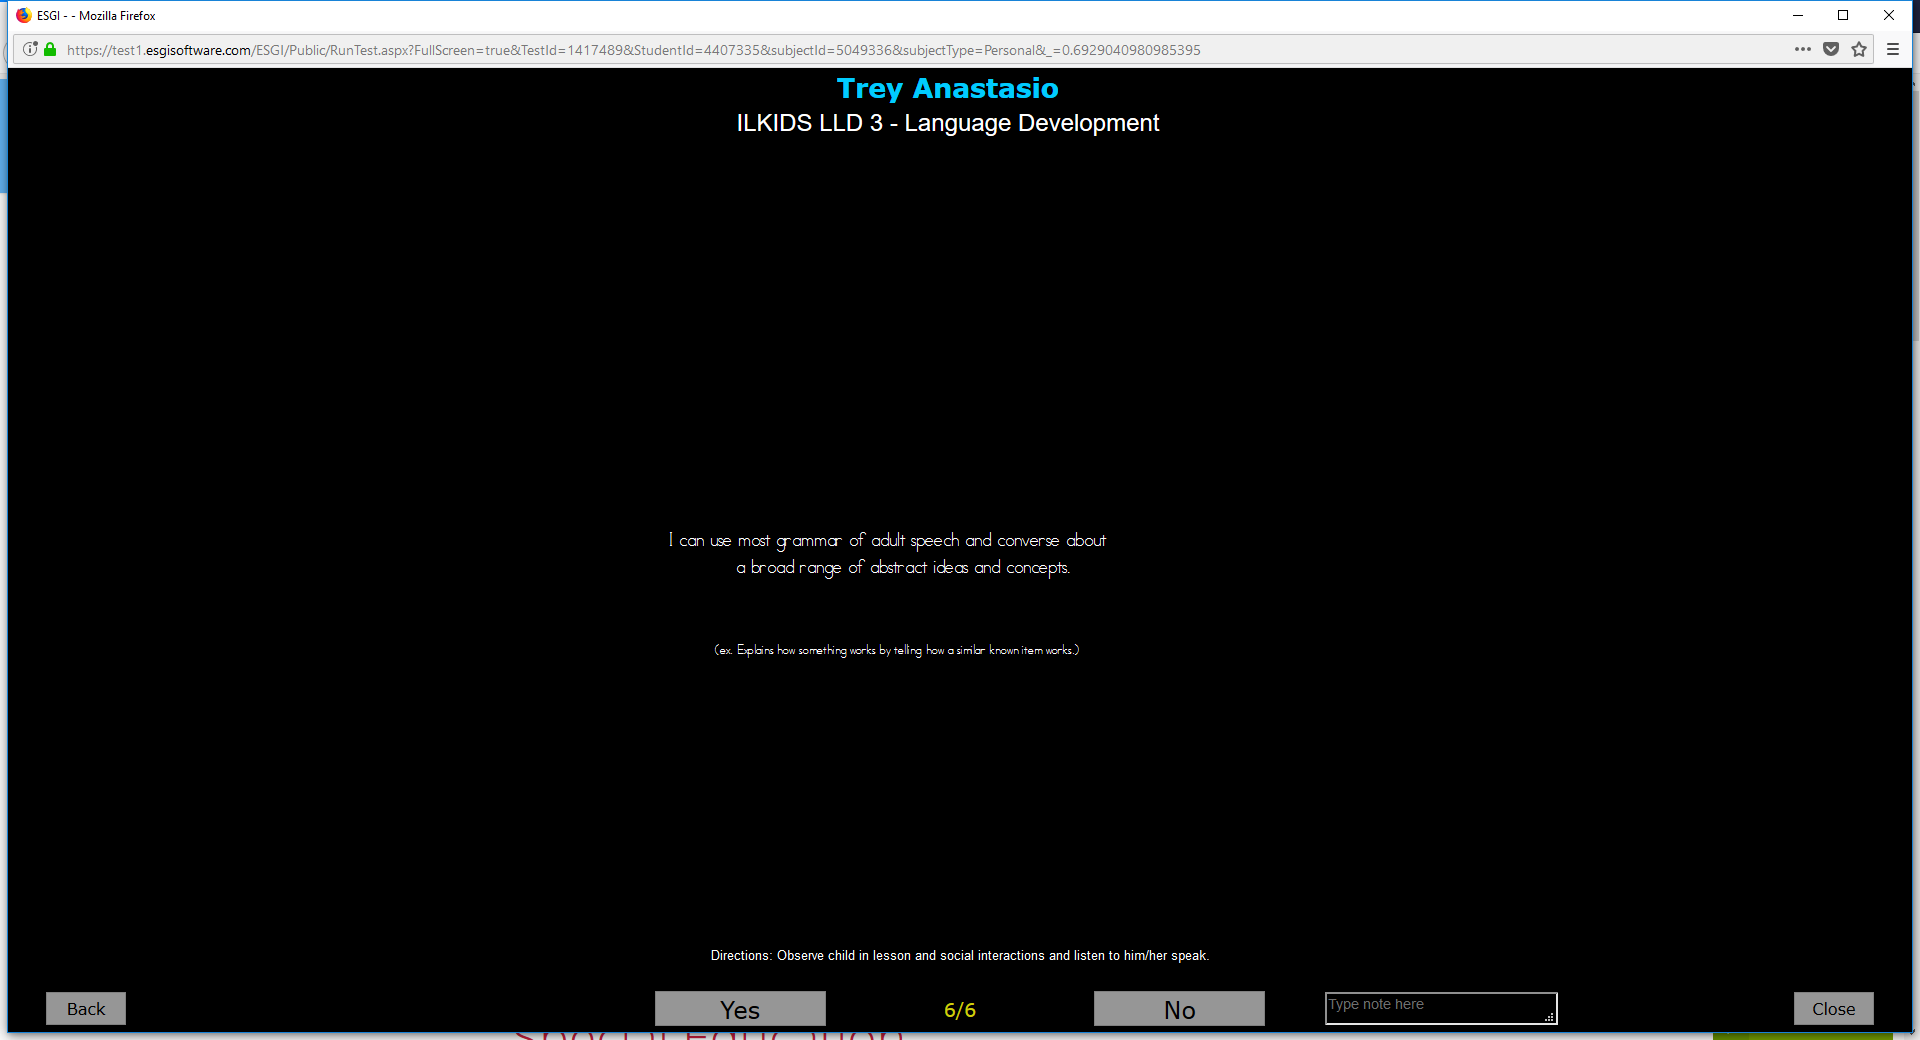 ESGI - - Mozilla Firefox
https://test1.esgisoftware.com/ESGI/Public/RunTest.aspx?FullScreen=true&TestId=1417489&StudentId=4407335&subjectId=5049336&subjectType=Personal&_=0.6929040980985395
Trey Anastasio
ILKIDS LLD 3 - Language Development
I can use most grammar of adult speech and converse about
a broad range of abstract ideas and concepts.
(ex. Explains how something works by telling how a similar known item works.)
Directions: Observe child in lesson and social interactions and listen to him/her speak.
Back
Yes
6/6
No
Type note here
Close
Special Education